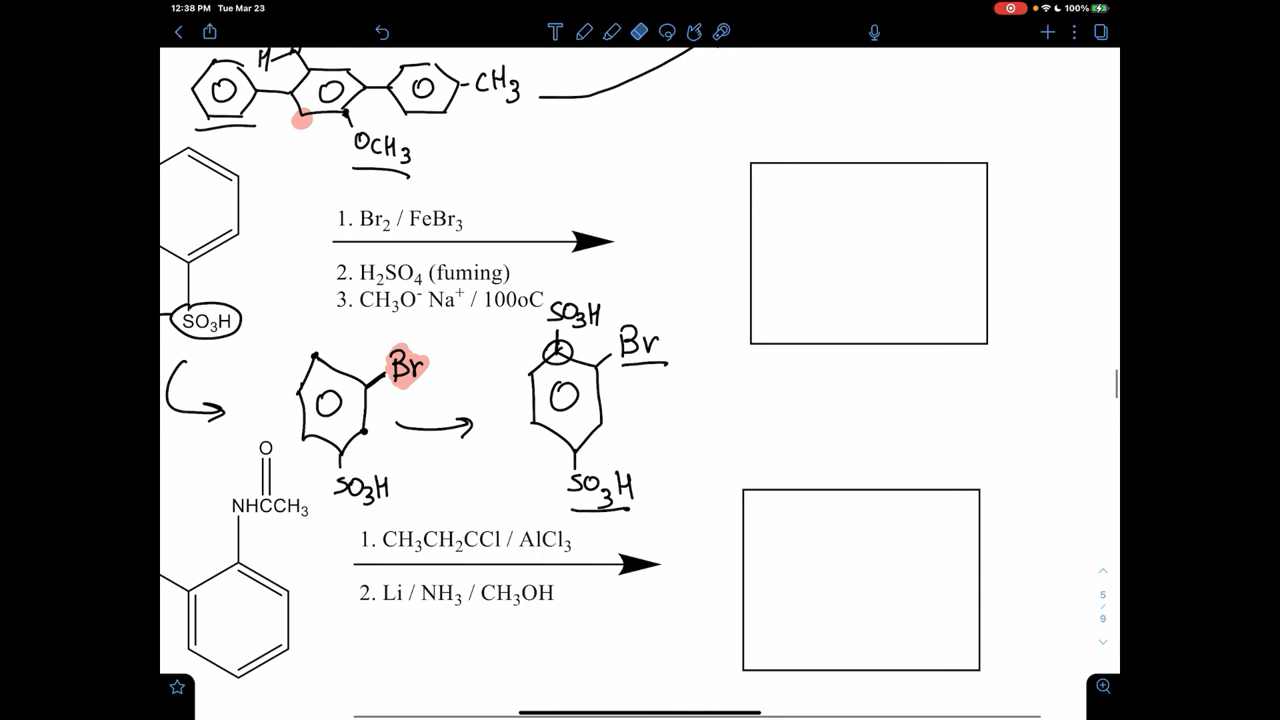 12:38 PM Tue Mar 23
100%
H
CH3
OCH3
1. Br2 / FeBr3
2. H2SO4 (fuming)
3. CH3O- Na+ / 100oC
SO3H
SO3H
Br
Br
SO3H
SO3H
O
NHCCH3
1. CH3CH2CCl / AlCl3
2. Li / NH3 / CH3OH
5
/
9